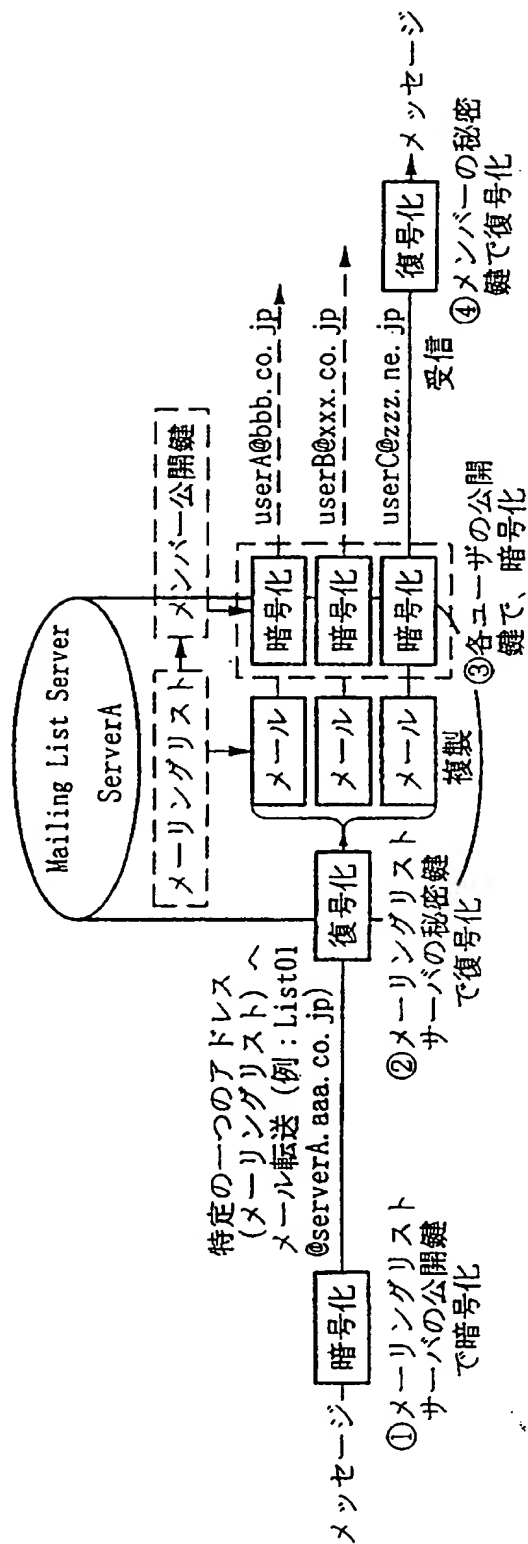 Mailing List Server
ServerA
メーリングリスト
メンバー公開鍵
特定の一つのアドレス
(メーリングリスト) へ
メール転送 (例:List01
@serverA.aaa.co.jp)
メッセージ
暗号化
復号化
メール
メール
メール
複製
暗号化
暗号化
暗号化
userA@bbb.co.jp
userB@xxx.co.jp
userC@zzz.ne.jp
受信
復号化
メッセージ
①メーリングリスト
サーバの公開鍵
で暗号化
②メーリングリスト
サーバの秘密鍵
で復号化
③各ユーザの公開
鍵で、暗号化
④メンバーの秘密
鍵で復号化